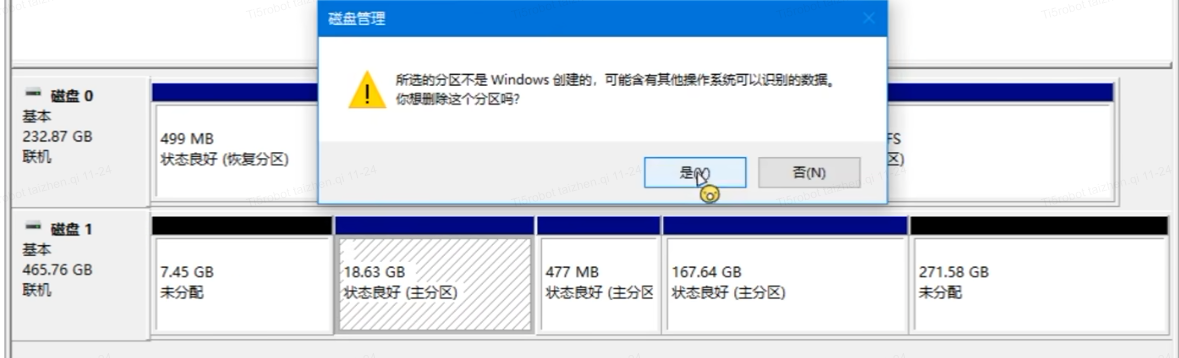 磁盘管理
所选的分区不是 Windows 创建的，可能含有其他操作系统可以识别的数据。
你想删除这个分区吗?
是(Y)
否(N)
磁盘 0
基本
232.87 GB
联机
499 MB
状态良好 (恢复分区)
FS
区)
磁盘 1
基本
465.76 GB
联机
7.45 GB
未分配
18.63 GB
状态良好 (主分区)
477 MB
状态良好 (主分区
167.64 GB
状态良好 (主分区)
271.58 GB
未分配